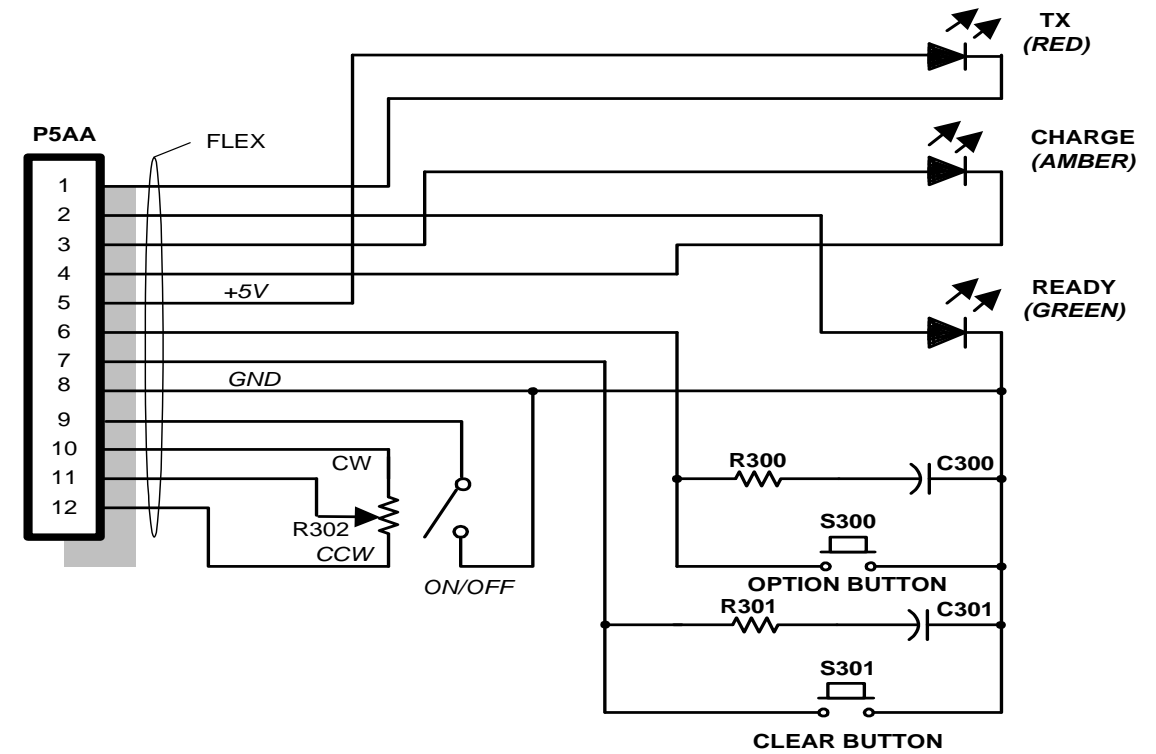 TX
(RED)
P5AA
FLEX
CHARGE
(AMBER)
1
2
3
4
+5V
5
READY
(GREEN)
6
7
GND
8
9
10
CW
11
R302
12
CCW
ON/OFF
R300
C300
S300
OPTION BUTTON
R301
C301
S301
CLEAR BUTTON